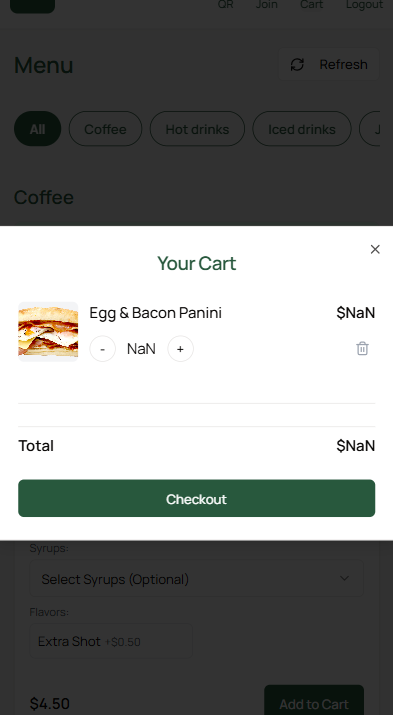 QR Join Cart Logout
Menu
Refresh
All Coffee Hot drinks Iced drinks J
Coffee
Your Cart
Egg & Bacon Panini $NaN
- NaN +
Total $NaN
Checkout
Syrups:
Select Syrups (Optional)
Flavors:
Extra Shot +$0.50
$4.50 Add to Cart